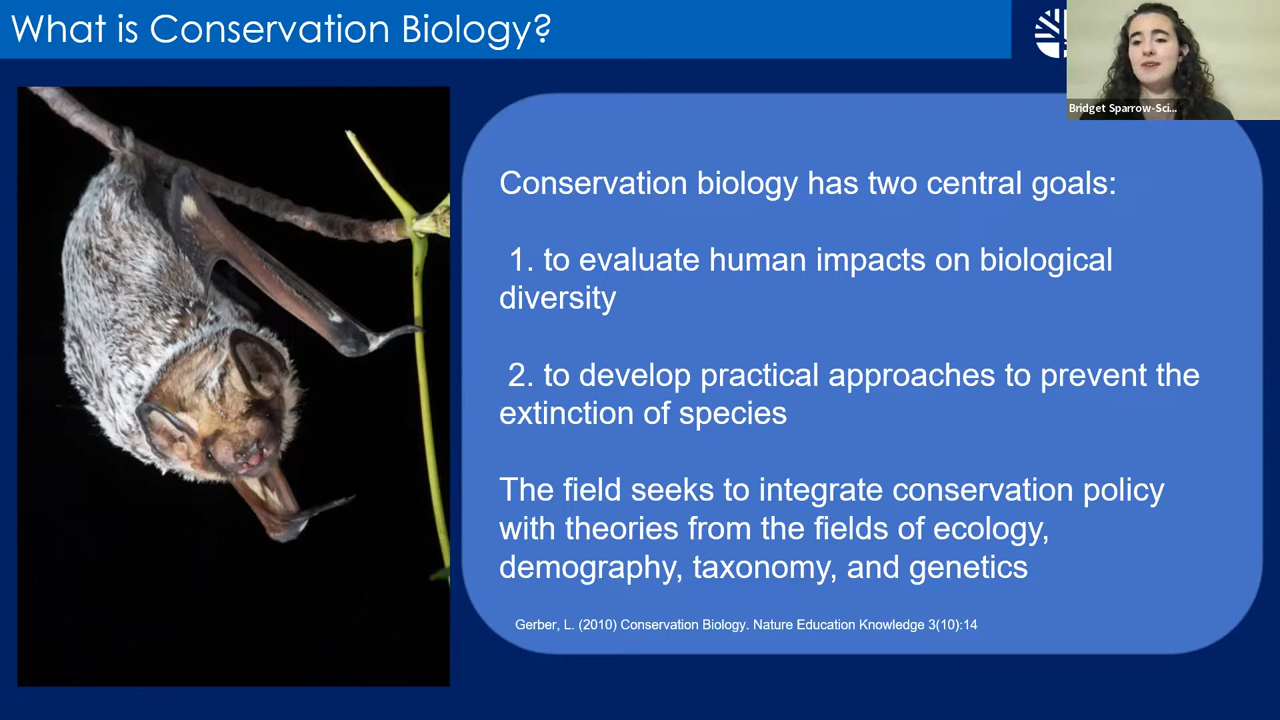 What is Conservation Biology?
Bridget Sparrow-Sci...
Conservation biology has two central goals:
1. to evaluate human impacts on biological
diversity
2. to develop practical approaches to prevent the
extinction of species
The field seeks to integrate conservation policy
with theories from the fields of ecology,
demography, taxonomy, and genetics
Gerber, L. (2010) Conservation Biology. Nature Education Knowledge 3(10):14